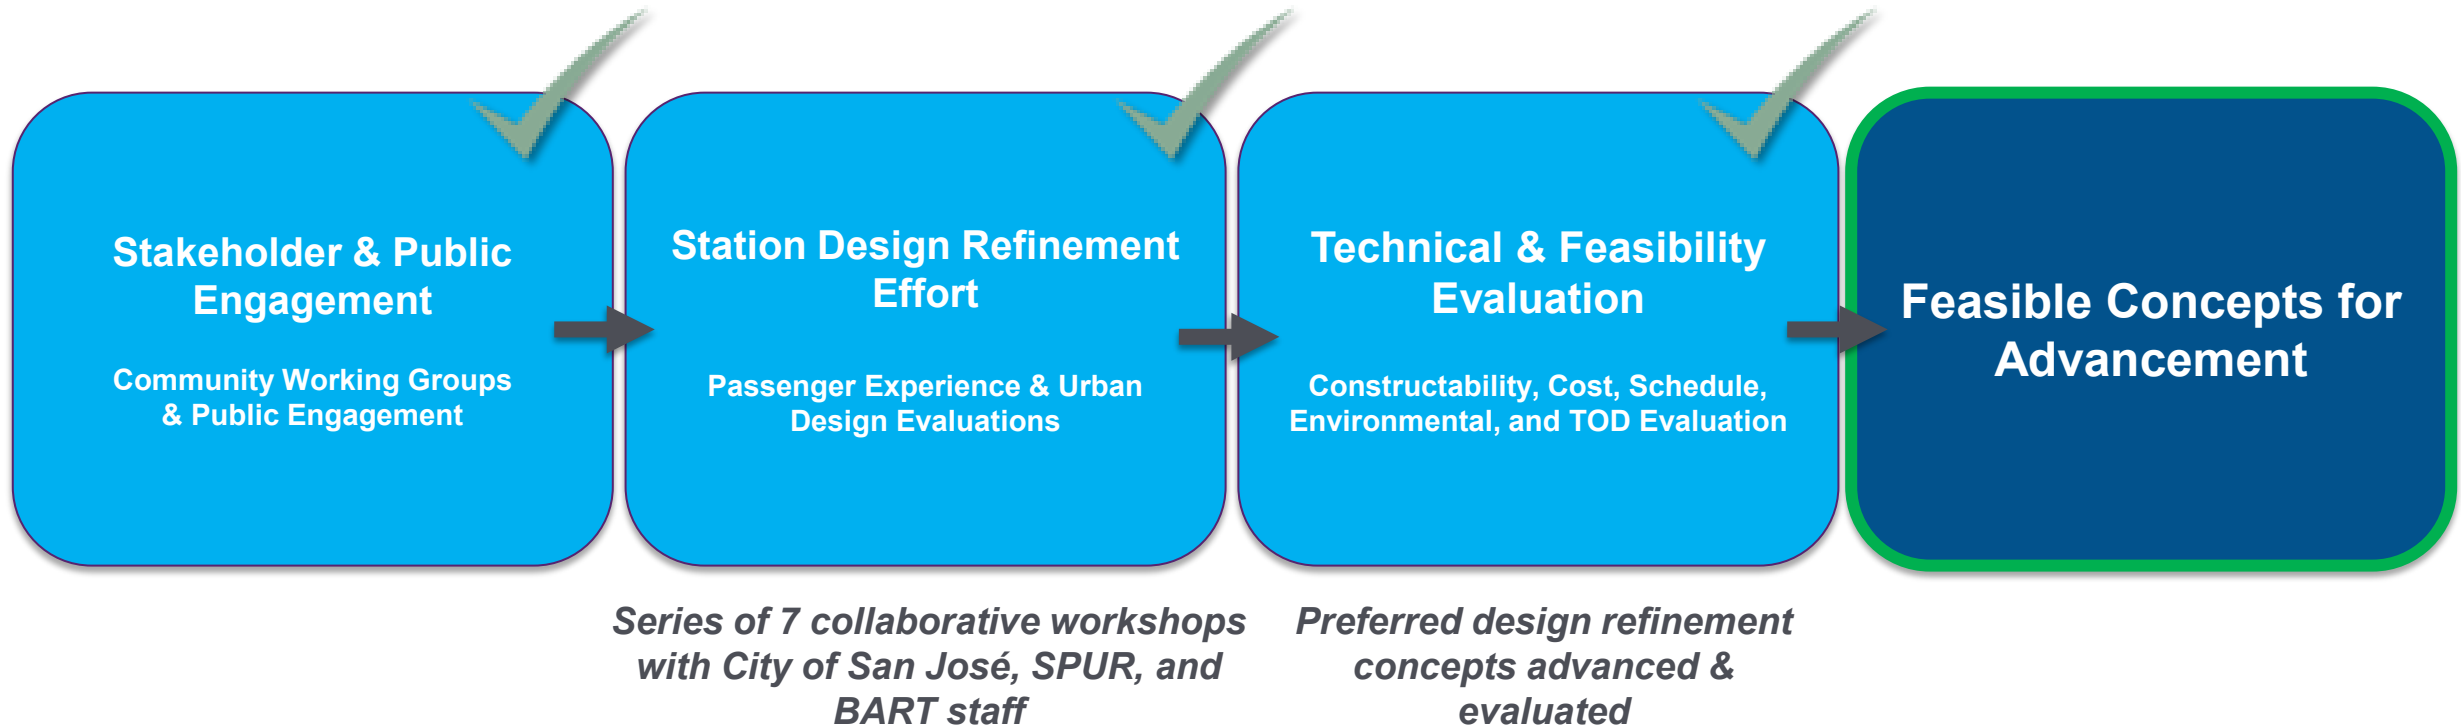 Stakeholder & Public
Engagement
Community Working Groups
& Public Engagement
Station Design Refinement
Effort
Passenger Experience & Urban
Design Evaluations
Technical & Feasibility
Evaluation
Constructability, Cost, Schedule,
Environmental, and TOD Evaluation
Feasible Concepts for
Advancement
Series of 7 collaborative workshops
with City of San José, SPUR, and
BART staff
Preferred design refinement
concepts advanced &
evaluated